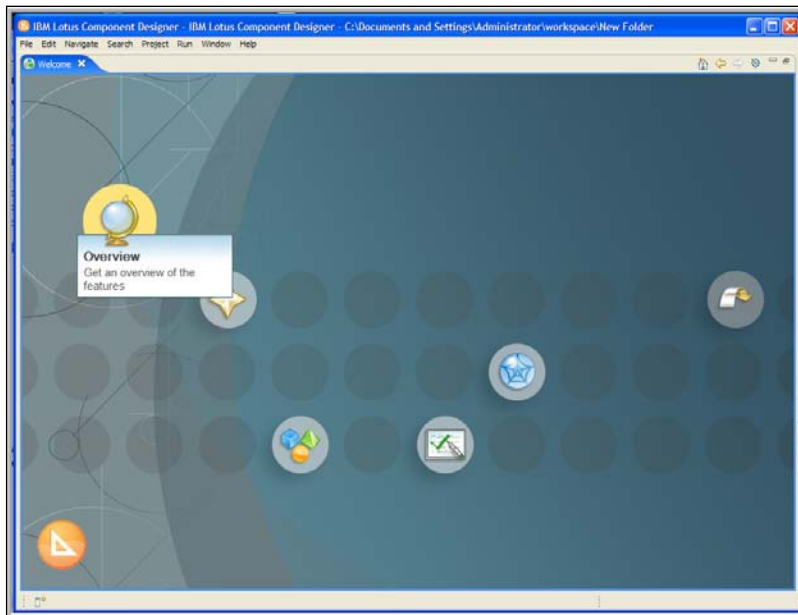 IBM Lotus Component Designer - IBM Lotus Component Designer - C:\Documents and Settings\Administrator\workspace\New Folder
File Edit Navigate Search Project Run Window Help
Welcome
Overview
Get an overview of the
features